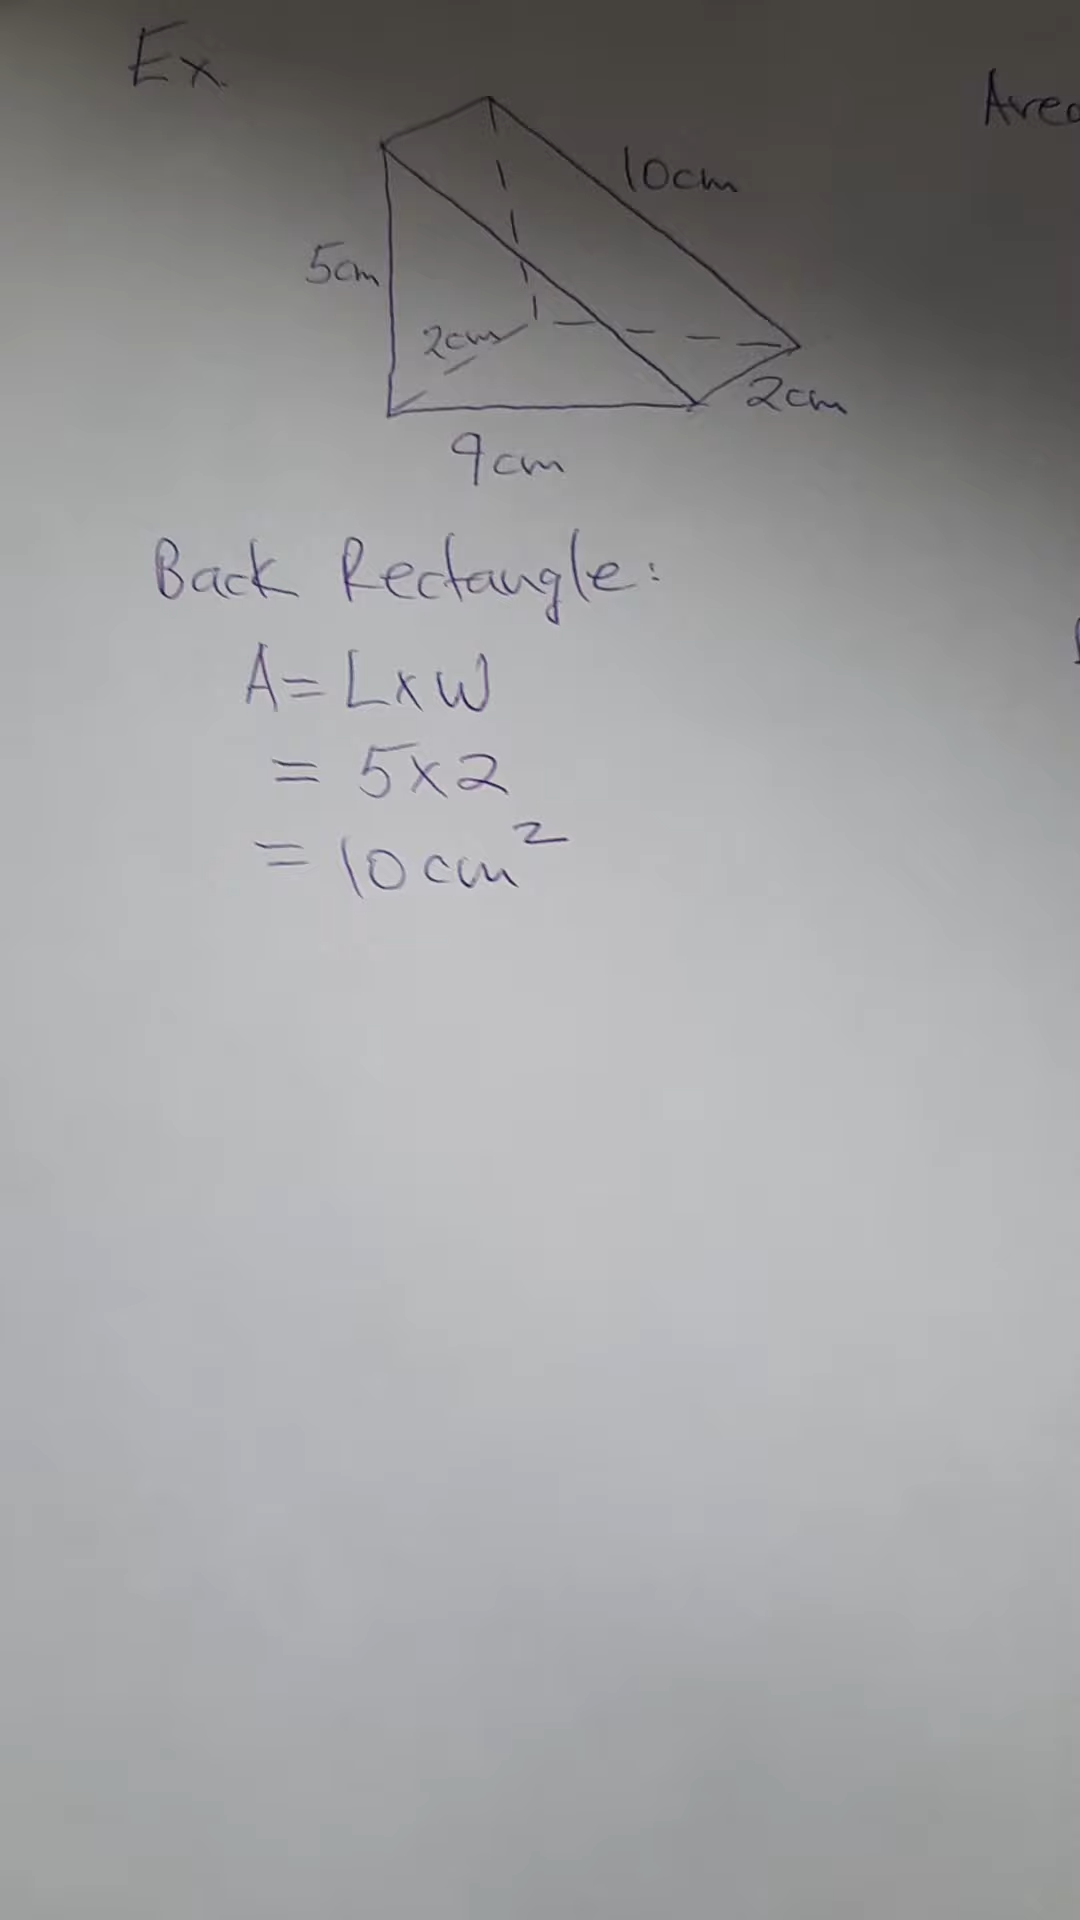 Ex.
10cm
5cm
2cm
2cm
9cm
Back Rectangle:
A = L x W
= 5 x 2
= 10 cm²